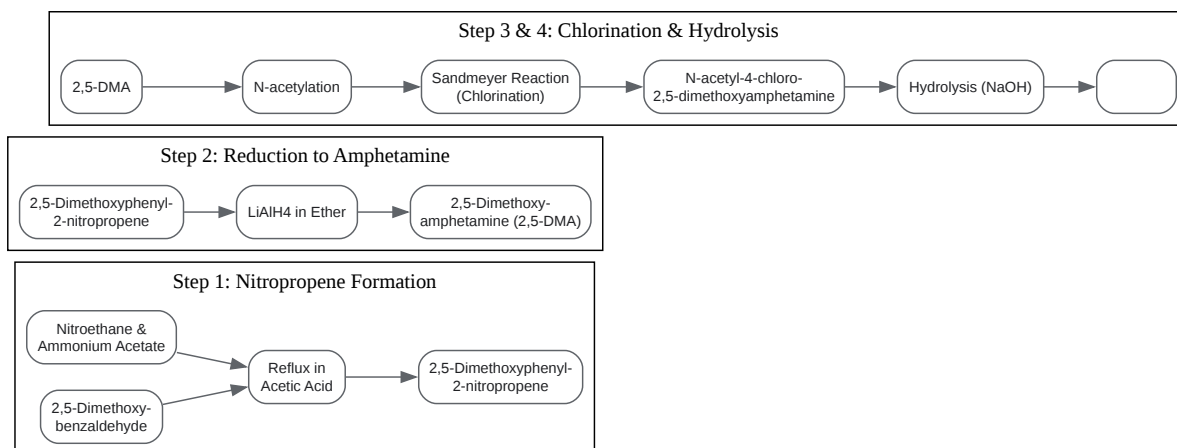 Step 3 & 4: Chlorination & Hydrolysis
2,5-DMA
N-acetylation
Sandmeyer Reaction
(Chlorination)
N-acetyl-4-chloro-
2,5-dimethoxyamphetamine
Hydrolysis (NaOH)
Step 2: Reduction to Amphetamine
2,5-Dimethoxyphenyl-
2-nitropropene
LiAlH4 in Ether
2,5-Dimethoxy-
amphetamine (2,5-DMA)
Step 1: Nitropropene Formation
Nitroethane &
Ammonium Acetate
2,5-Dimethoxy-
benzaldehyde
Reflux in
Acetic Acid
2,5-Dimethoxyphenyl-
2-nitropropene